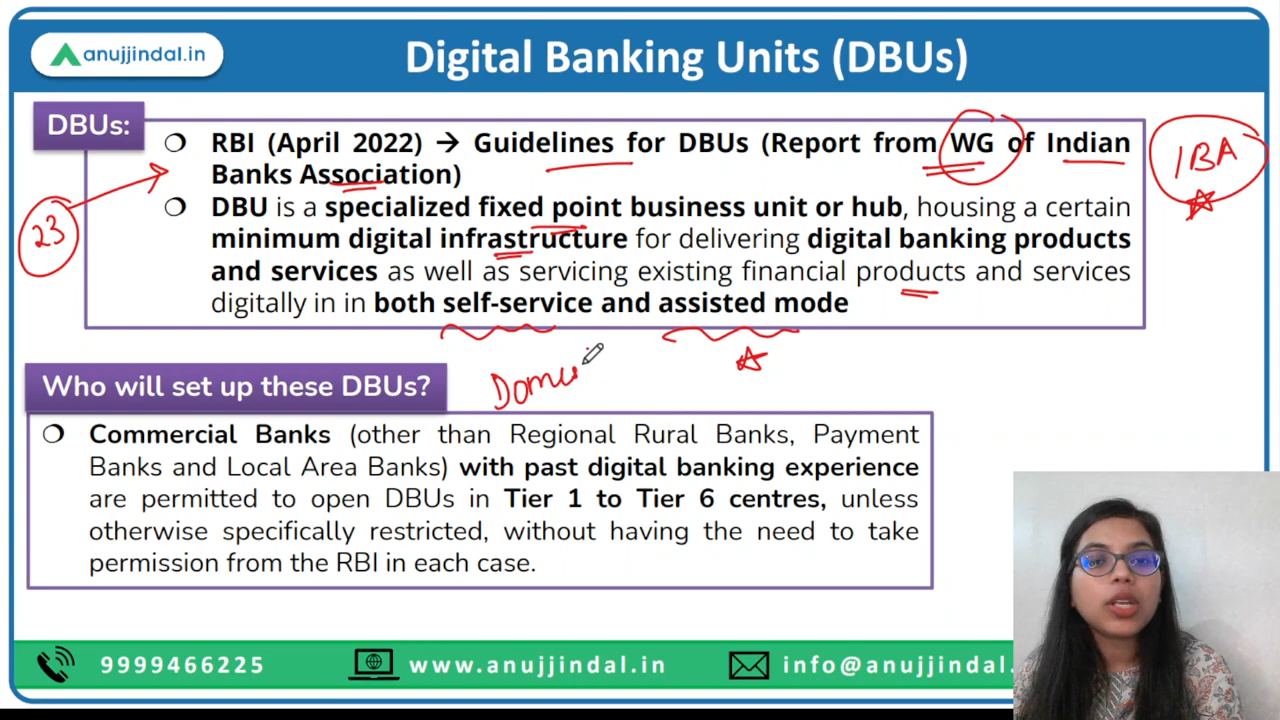 anujjindal.in
Digital Banking Units (DBUs)
DBUs:
❍ RBI (April 2022) → Guidelines for DBUs (Report from WG of Indian
Banks Association)
IBA
23
❍ DBU is a specialized fixed point business unit or hub, housing a certain
minimum digital infrastructure for delivering digital banking products
and services as well as servicing existing financial products and services
digitally in in both self-service and assisted mode
Who will set up these DBUs?
❍ Commercial Banks (other than Regional Rural Banks, Payment
Banks and Local Area Banks) with past digital banking experience
are permitted to open DBUs in Tier 1 to Tier 6 centres, unless
otherwise specifically restricted, without having the need to take
permission from the RBI in each case.
9999466225
www.anujjindal.in
info@anujjindal.